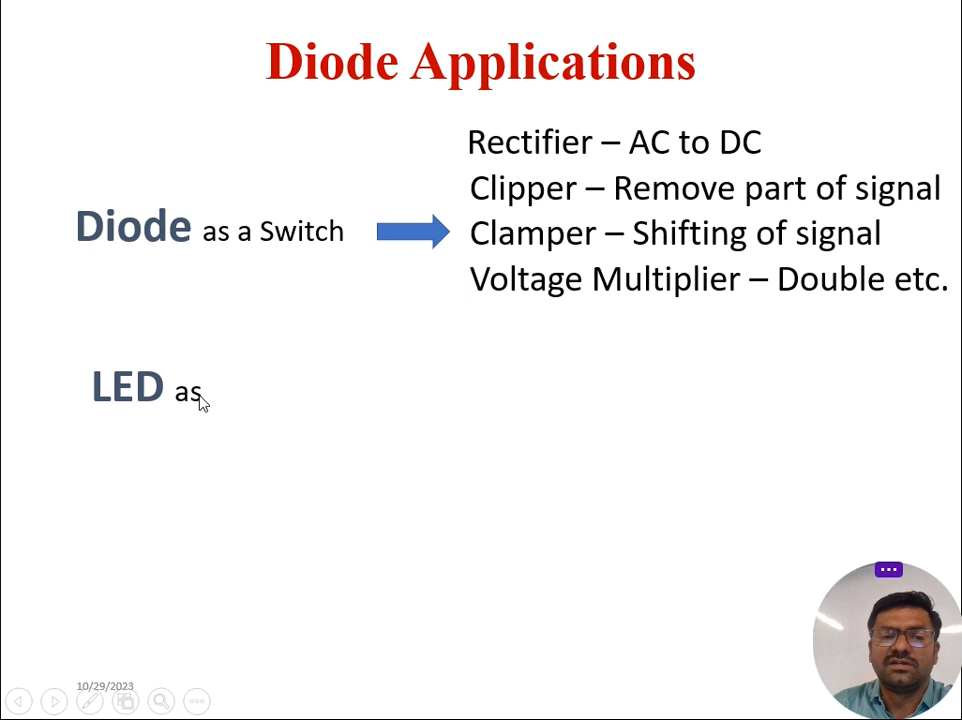 Diode Applications
Rectifier – AC to DC
Clipper – Remove part of signal
Diode as a Switch
Clamper – Shifting of signal
Voltage Multiplier – Double etc.
LED as
10/29/2023